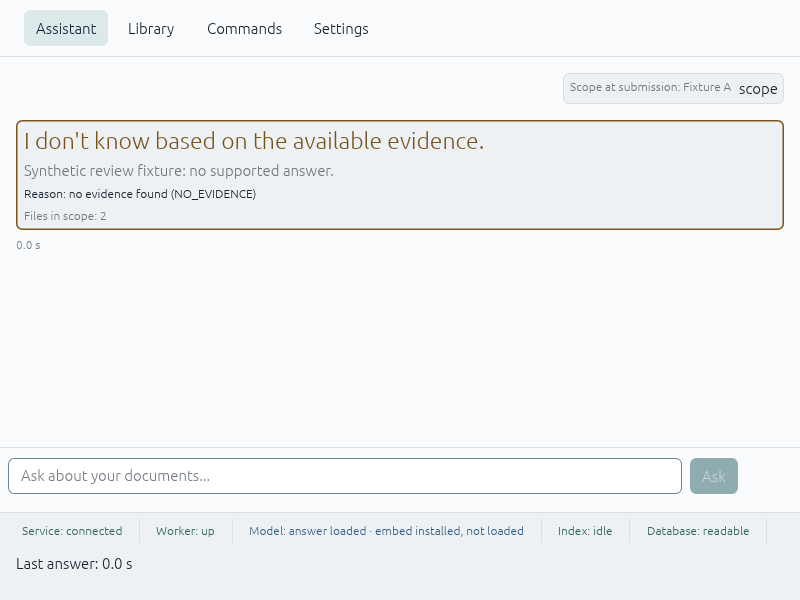 Assistant Library Commands Settings
Scope at submission: Fixture A scope
I don't know based on the available evidence.
Synthetic review fixture: no supported answer.
Reason: no evidence found (NO_EVIDENCE)
Files in scope: 2
0.0 s
Ask about your documents... Ask
Service: connected Worker: up Model: answer loaded · embed installed, not loaded Index: idle Database: readable
Last answer: 0.0 s